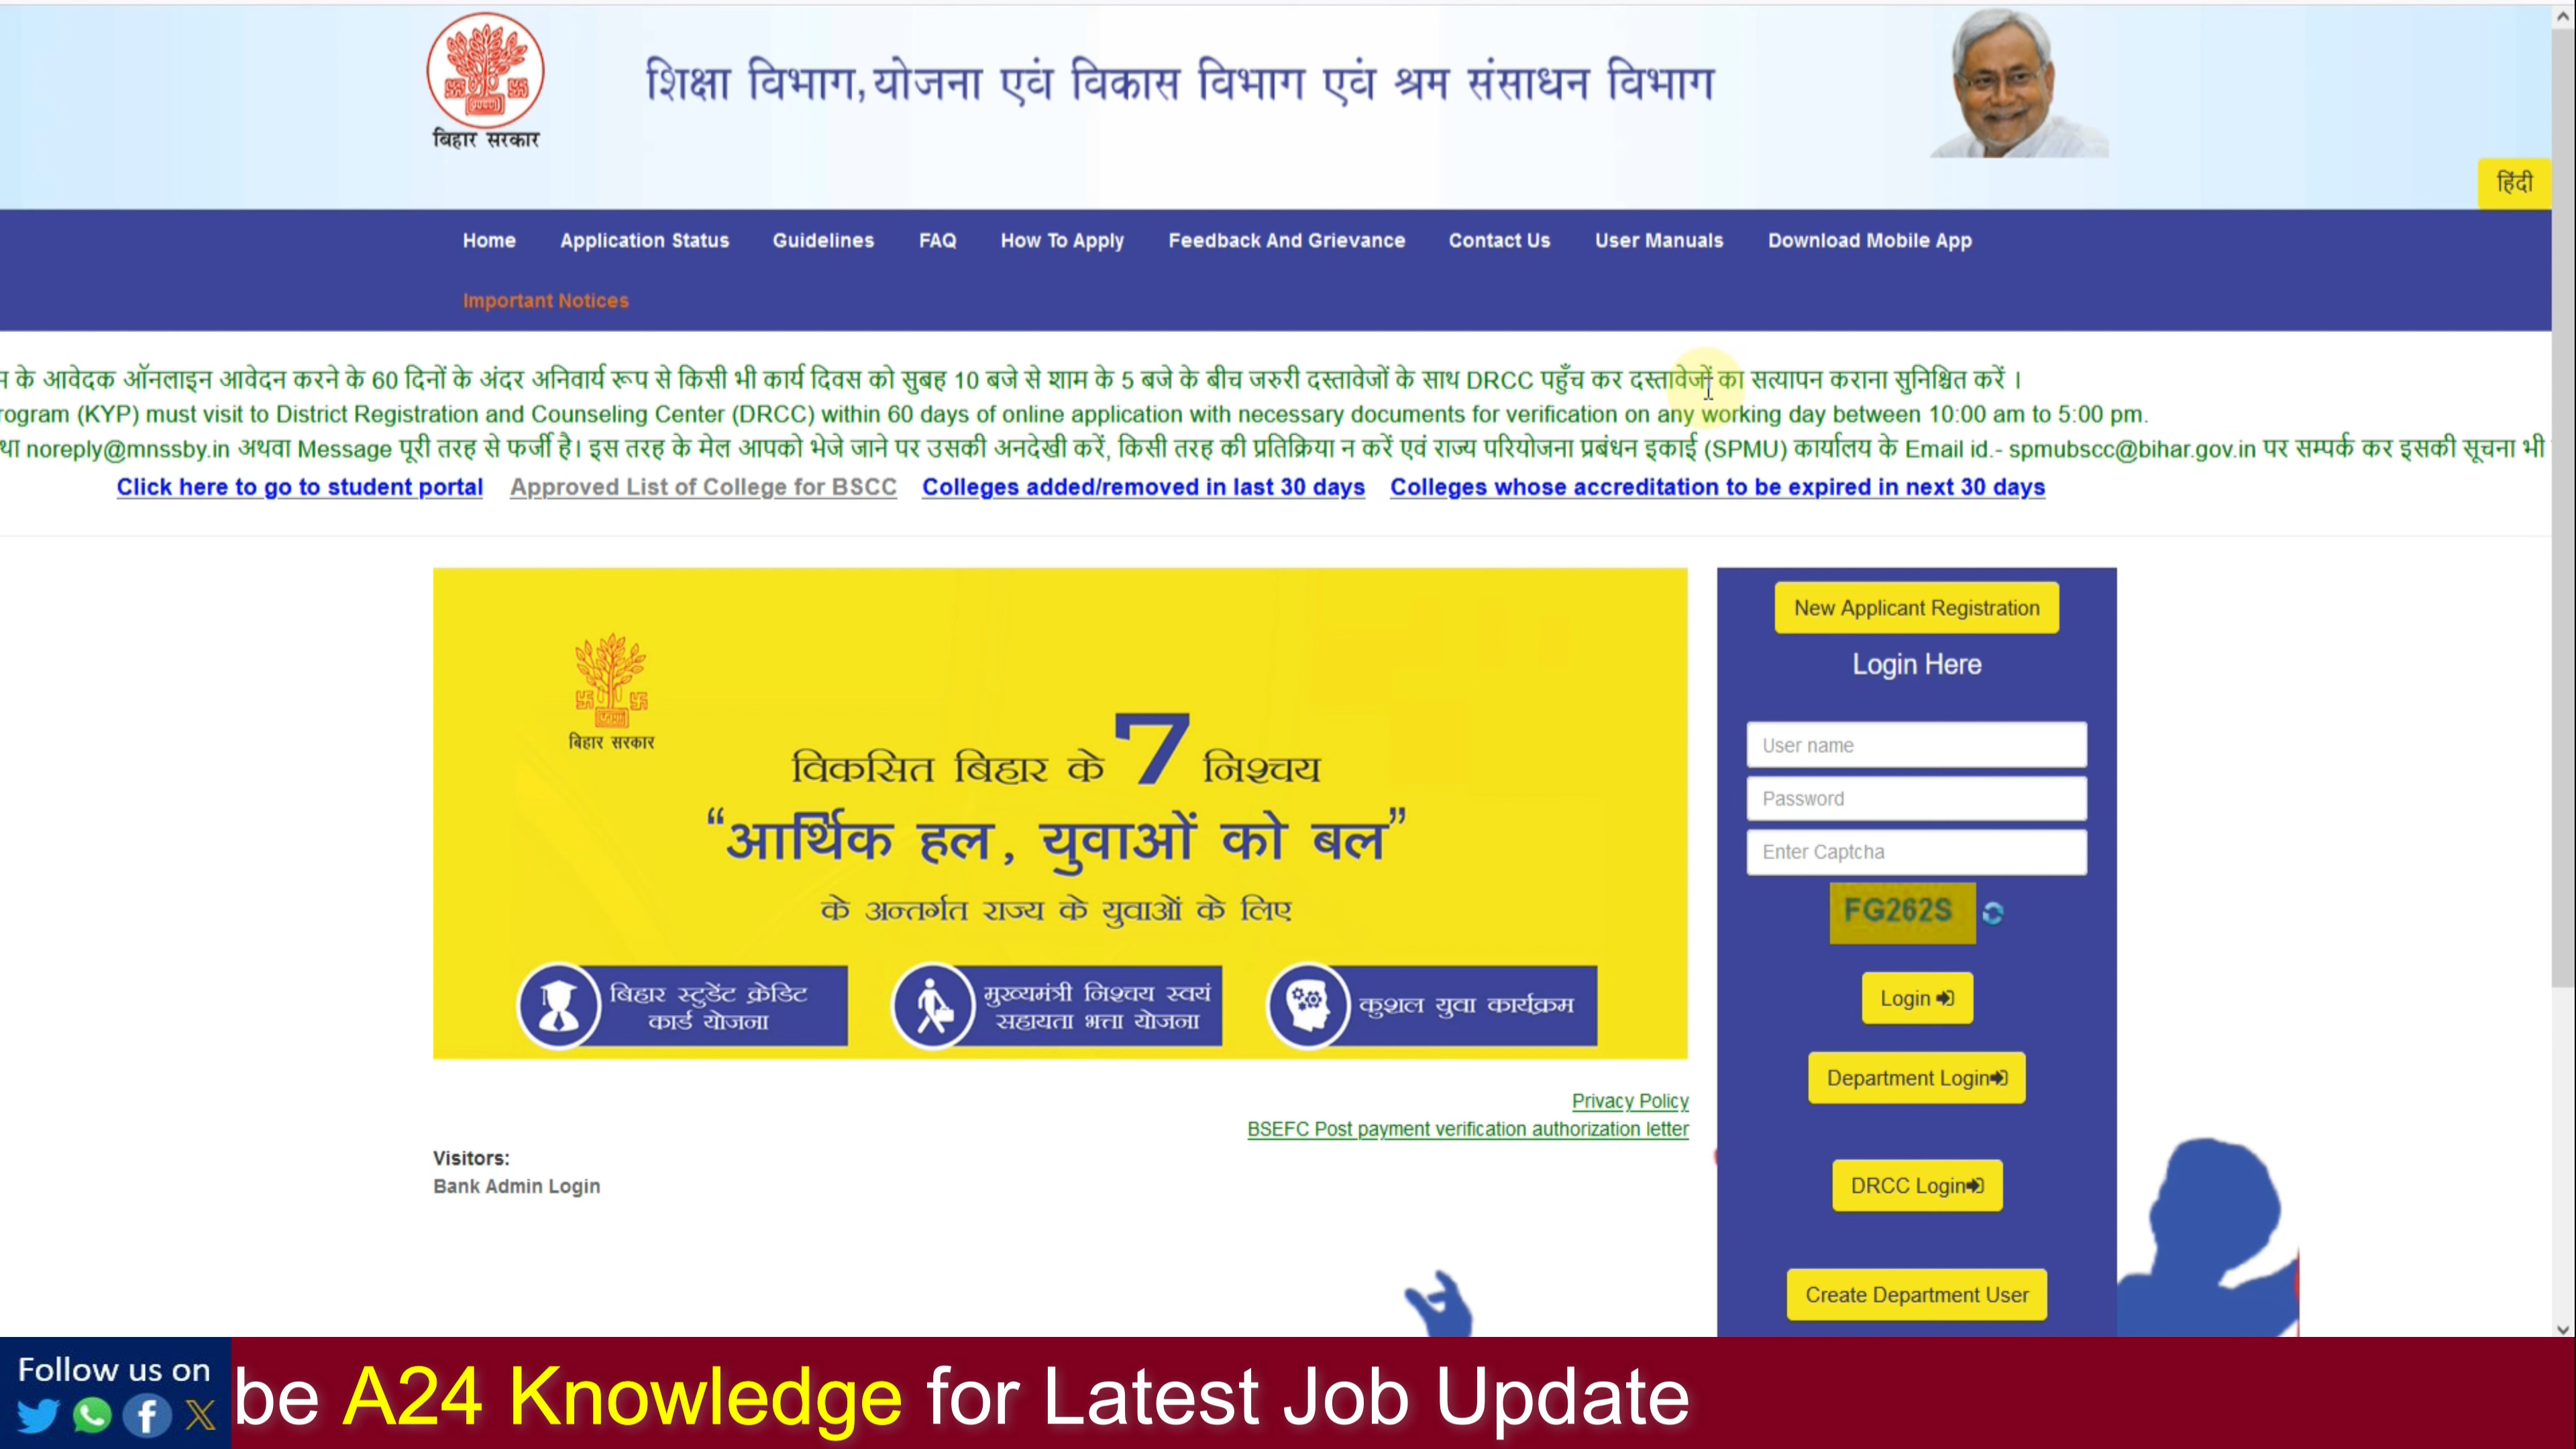 शिक्षा विभाग, योजना एवं विकास विभाग एवं श्रम संसाधन विभाग
बिहार सरकार
हिंदी
Home Application Status Guidelines FAQ How To Apply Feedback And Grievance Contact Us User Manuals Download Mobile App
Important Notices
के आवेदक ऑनलाइन आवेदन करने के 60 दिनों के अंदर अनिवार्य रूप से किसी भी कार्य दिवस को सुबह 10 बजे से शाम के 5 बजे के बीच जरुरी दस्तावेजों के साथ DRCC पहुँच कर दस्तावेजों का सत्यापन कराना सुनिश्चित करें ।
rogram (KYP) must visit to District Registration and Counseling Center (DRCC) within 60 days of online application with necessary documents for verification on any working day between 10:00 am to 5:00 pm.
था noreply@mnssby.in अथवा Message पूरी तरह से फर्जी है। इस तरह के मेल आपको भेजे जाने पर उसकी अनदेखी करें, किसी तरह की प्रतिक्रिया न करें एवं राज्य परियोजना प्रबंधन इकाई (SPMU) कार्यालय के Email id.- spmubscc@bihar.gov.in पर सम्पर्क कर इसकी सूचना भी
Click here to go to student portal Approved List of College for BSCC Colleges added/removed in last 30 days Colleges whose accreditation to be expired in next 30 days
बिहार सरकार
विकसित बिहार के 7 निश्चय
“आर्थिक हल, युवाओं को बल”
के अन्तर्गत राज्य के युवाओं के लिए
बिहार स्टुडेंट क्रेडिट
कार्ड योजना
मुख्यमंत्री निश्चय स्वयं
सहायता भत्ता योजना
कुशल युवा कार्यक्रम
New Applicant Registration
Login Here
User name
Password
Enter Captcha
FG262S
Login
Department Login
DRCC Login
Create Department User
Privacy Policy
BSEFC Post payment verification authorization letter
Visitors:
Bank Admin Login
Follow us on
be A24 Knowledge for Latest Job Update